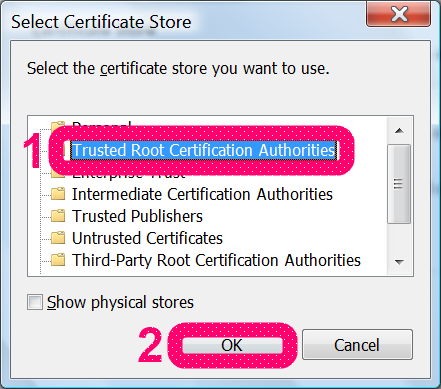 Select Certificate Store
Select the certificate store you want to use.
Personal
1
Trusted Root Certification Authorities
Enterprise Trust
Intermediate Certification Authorities
Trusted Publishers
Untrusted Certificates
Third-Party Root Certification Authorities
Show physical stores
2
OK
Cancel